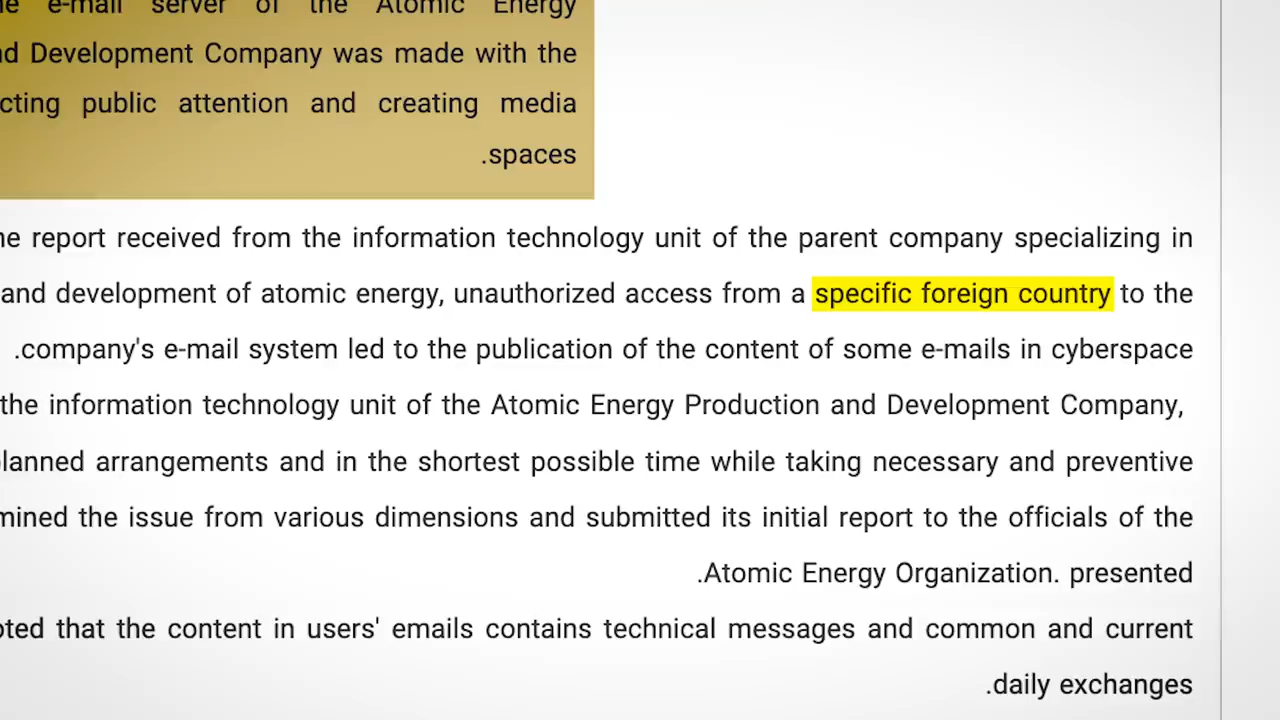 e-mail server of the Atomic Energy
Development Company was made with the
public attention and creating media
.spaces
report received from the information technology unit of the parent company specializing in
and development of atomic energy, unauthorized access from a specific foreign country to the
.company's e-mail system led to the publication of the content of some e-mails in cyberspace
the information technology unit of the Atomic Energy Production and Development Company,
arrangements and in the shortest possible time while taking necessary and preventive
the issue from various dimensions and submitted its initial report to the officials of the
.Atomic Energy Organization. presented
that the content in users' emails contains technical messages and common and current
.daily exchanges